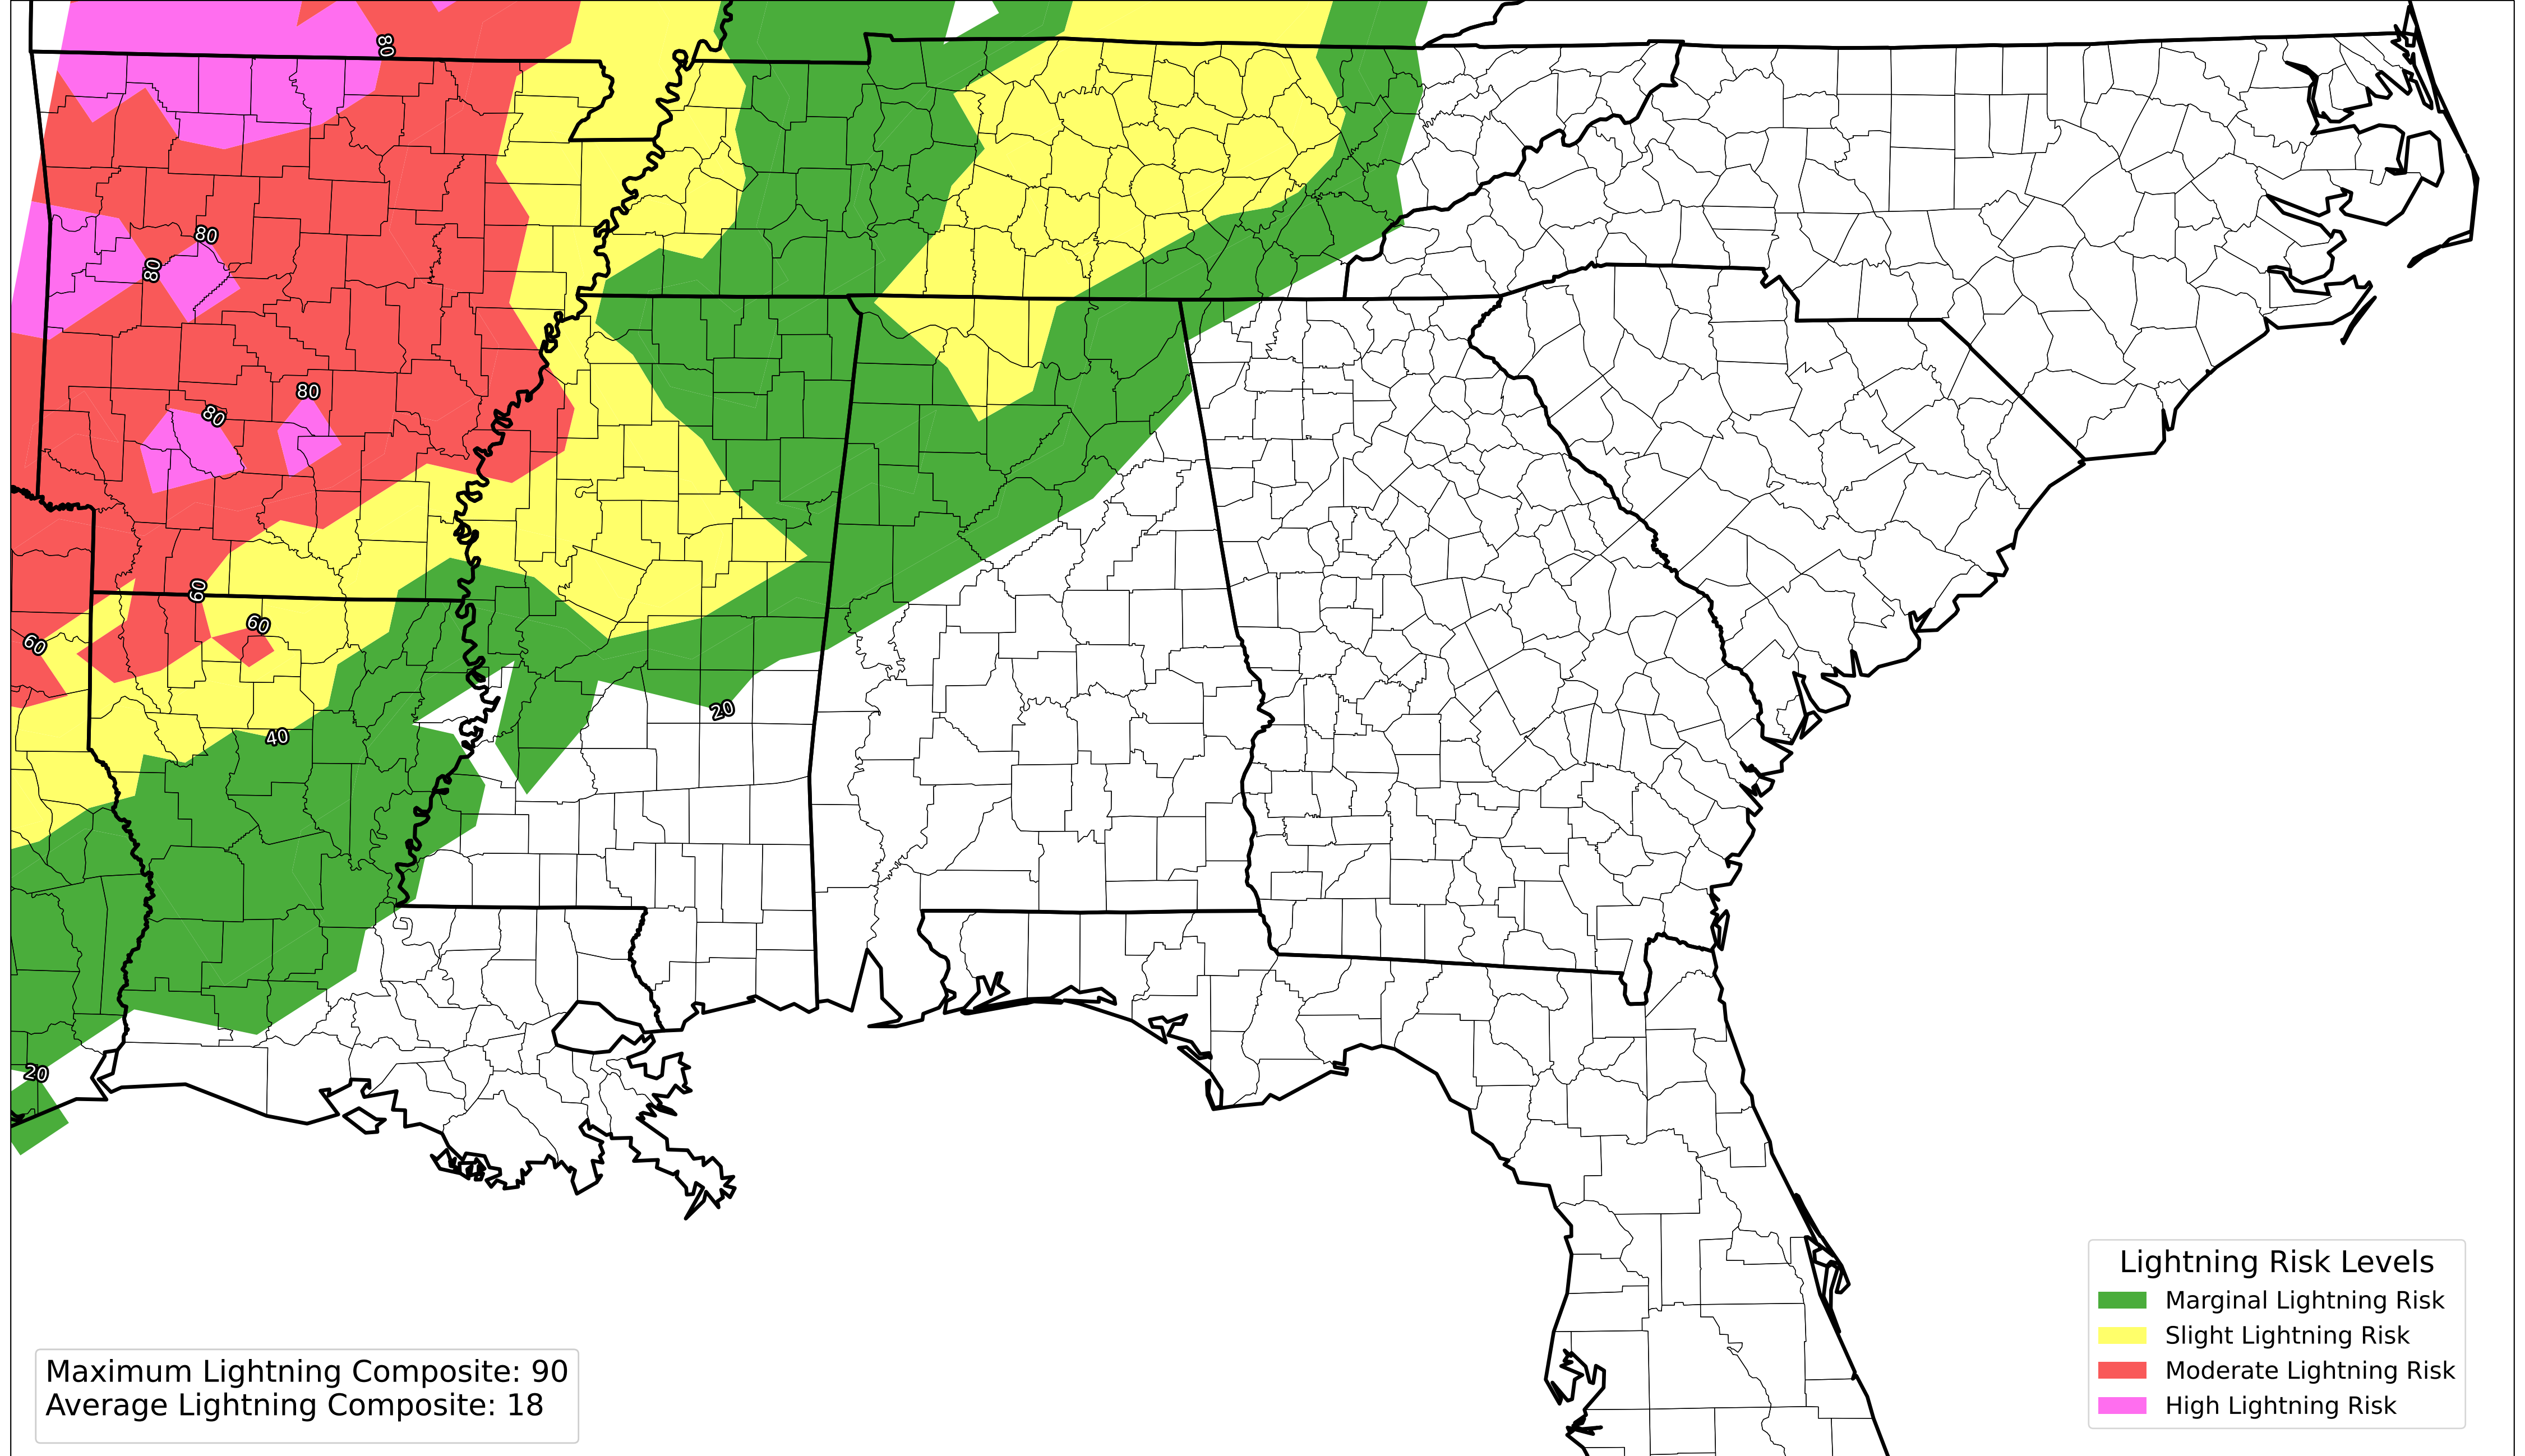 80
80
80
80
80
60
60
60
20
40
20
Lightning Risk Levels
Marginal Lightning Risk
Slight Lightning Risk
Moderate Lightning Risk
High Lightning Risk
Maximum Lightning Composite: 90
Average Lightning Composite: 18